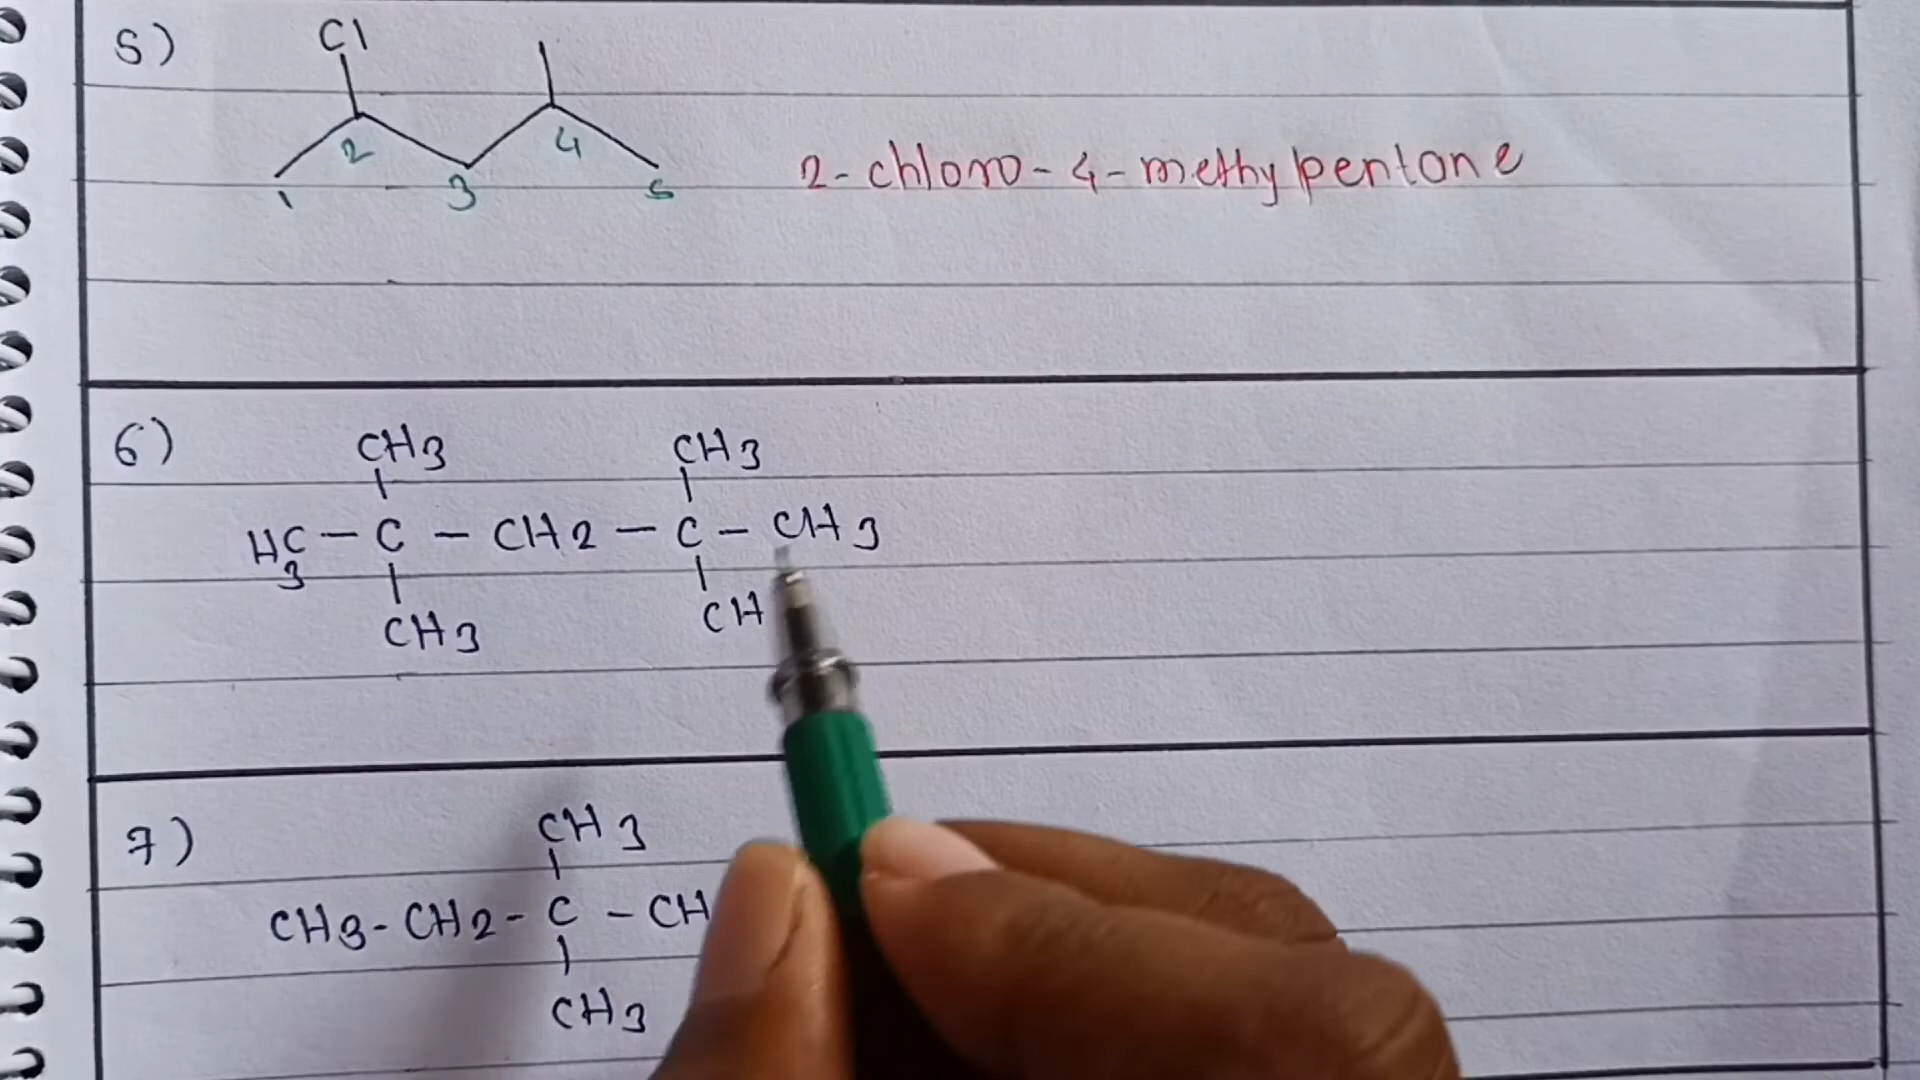 5)
Cl
1 2 3 4 5
2-chloro-4-methylpentane
6)
CH3 CH3
H3C - C - CH2 - C - CH3
CH3 CH
7)
CH3
CH3-CH2-C-CH
CH3